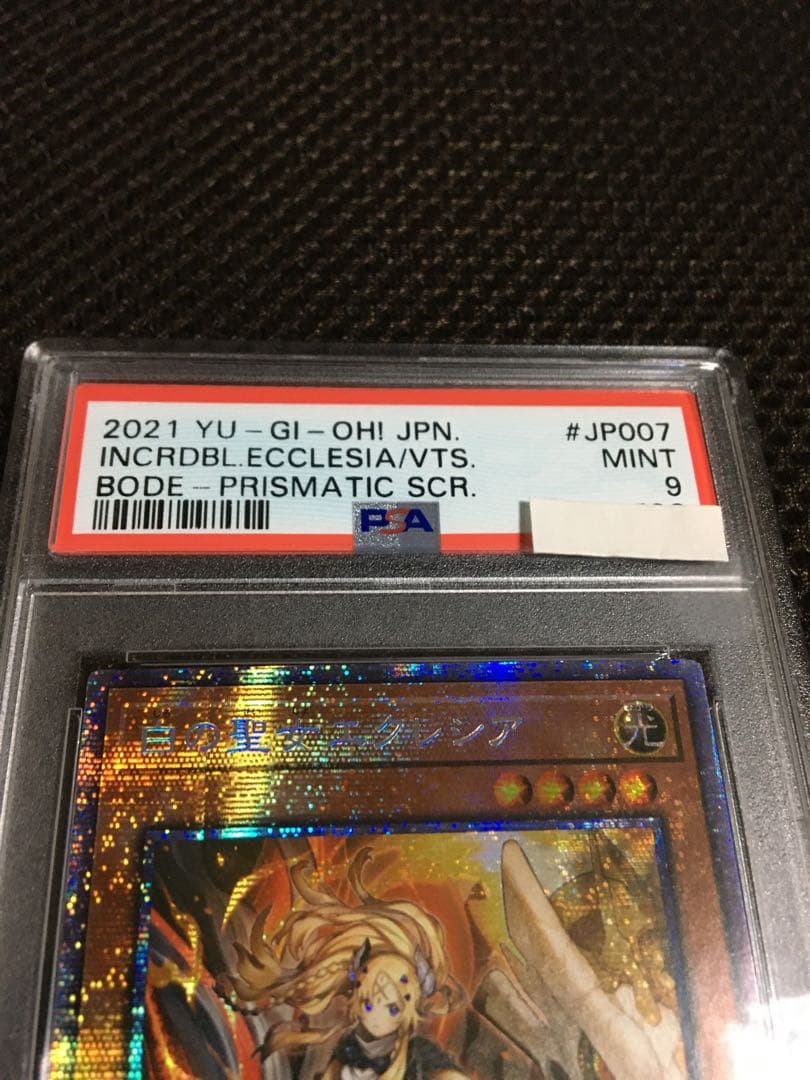 2021 YU-GI-OH! JPN. #JP007
INCRDBL.ECCLESIA/VTS. MINT
BODE-PRISMATIC SCR. 9
PSA
白の聖女エクレシア 光